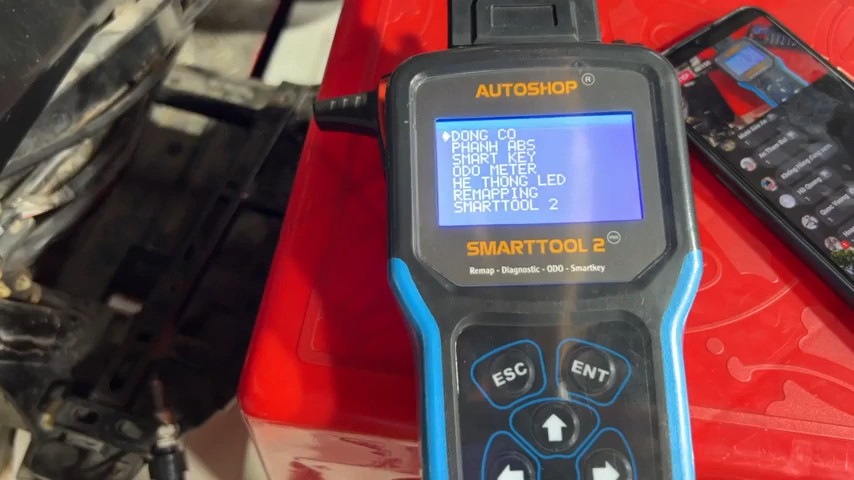 AUTOSHOP ®
DONG CO
PHANH ABS
SMART KEY
ODO METER
HE THONG LED
REMAPPING
SMARTTOOL 2
SMARTTOOL 2 PRO
Remap - Diagnostic - ODO - Smartkey
ESC
ENT